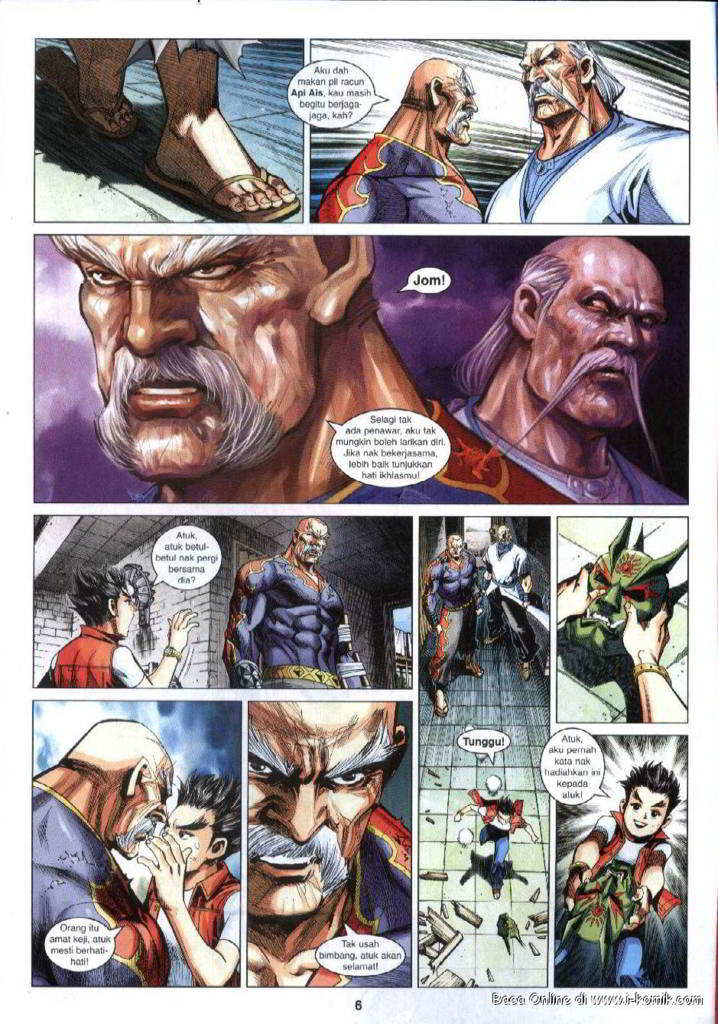 Aku dah
makan pil racun
Api Ais, kau masih
begitu berjaga-
jaga, kah?
Jom!
Selagi tak
ada penawar, aku tak
mungkin boleh larikan diri.
Jika nak bekerjasama,
lebih baik tunjukkan
hati ikhlasmu!
Atuk,
atuk betul-
betul nak pergi
bersama
dia?
Orang itu
amat keji, atuk
mesti berhati-
hati!
Tak usah
bimbang, atuk akan
selamat!
Tunggu!
Atuk,
aku pernah
kata nak
hadiahkan ini
kepada
atuk!
6
Baca Online di www.i-komik.com